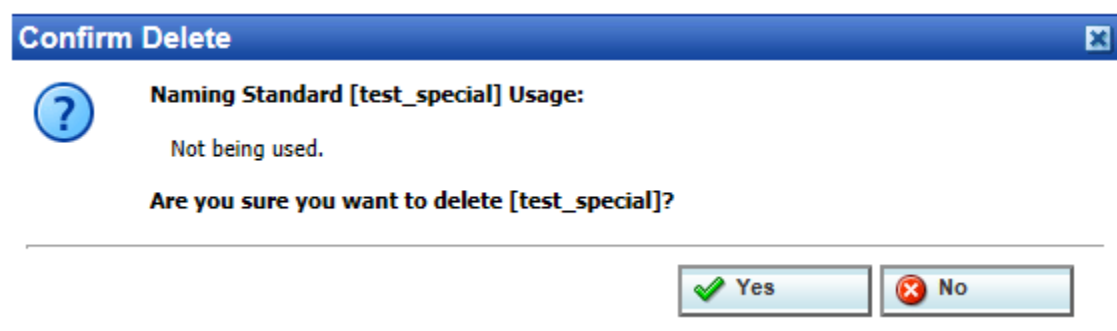 Confirm Delete
Naming Standard [test_special] Usage:
Not being used.
Are you sure you want to delete [test_special]?
Yes
No